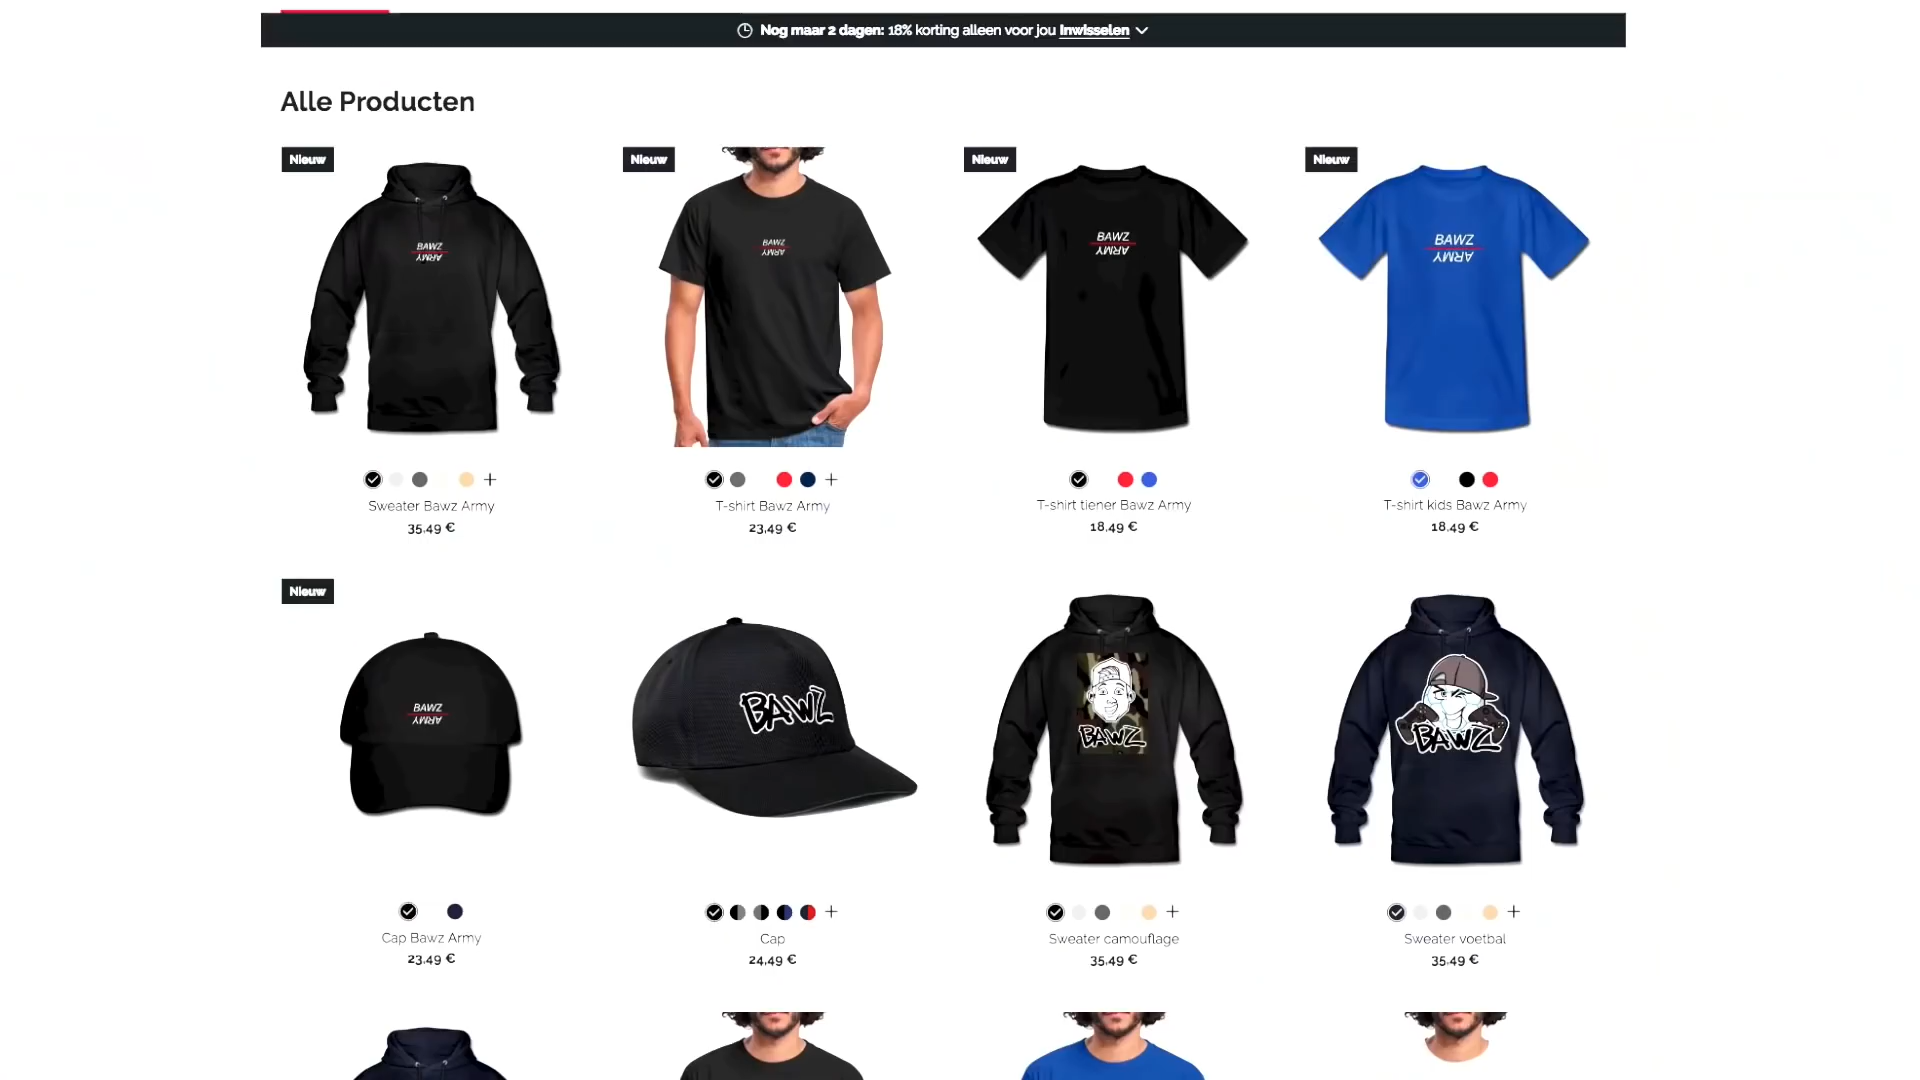 Nog maar 2 dagen: 18% korting alleen voor jou Inwisselen
Alle Producten
Nieuw
Nieuw
Nieuw
Nieuw
BAWZ
ARMY
BAWZ
ARMY
BAWZ
ARMY
BAWZ
ARMY
Sweater Bawz Army
35,49 €
T-shirt Bawz Army
23,49 €
T-shirt tiener Bawz Army
18,49 €
T-shirt kids Bawz Army
18,49 €
Nieuw
BAWZ
ARMY
BAWZ
BAWZ
BAWZ
Cap Bawz Army
23,49 €
Cap
24,49 €
Sweater camouflage
35,49 €
Sweater voetbal
35,49 €